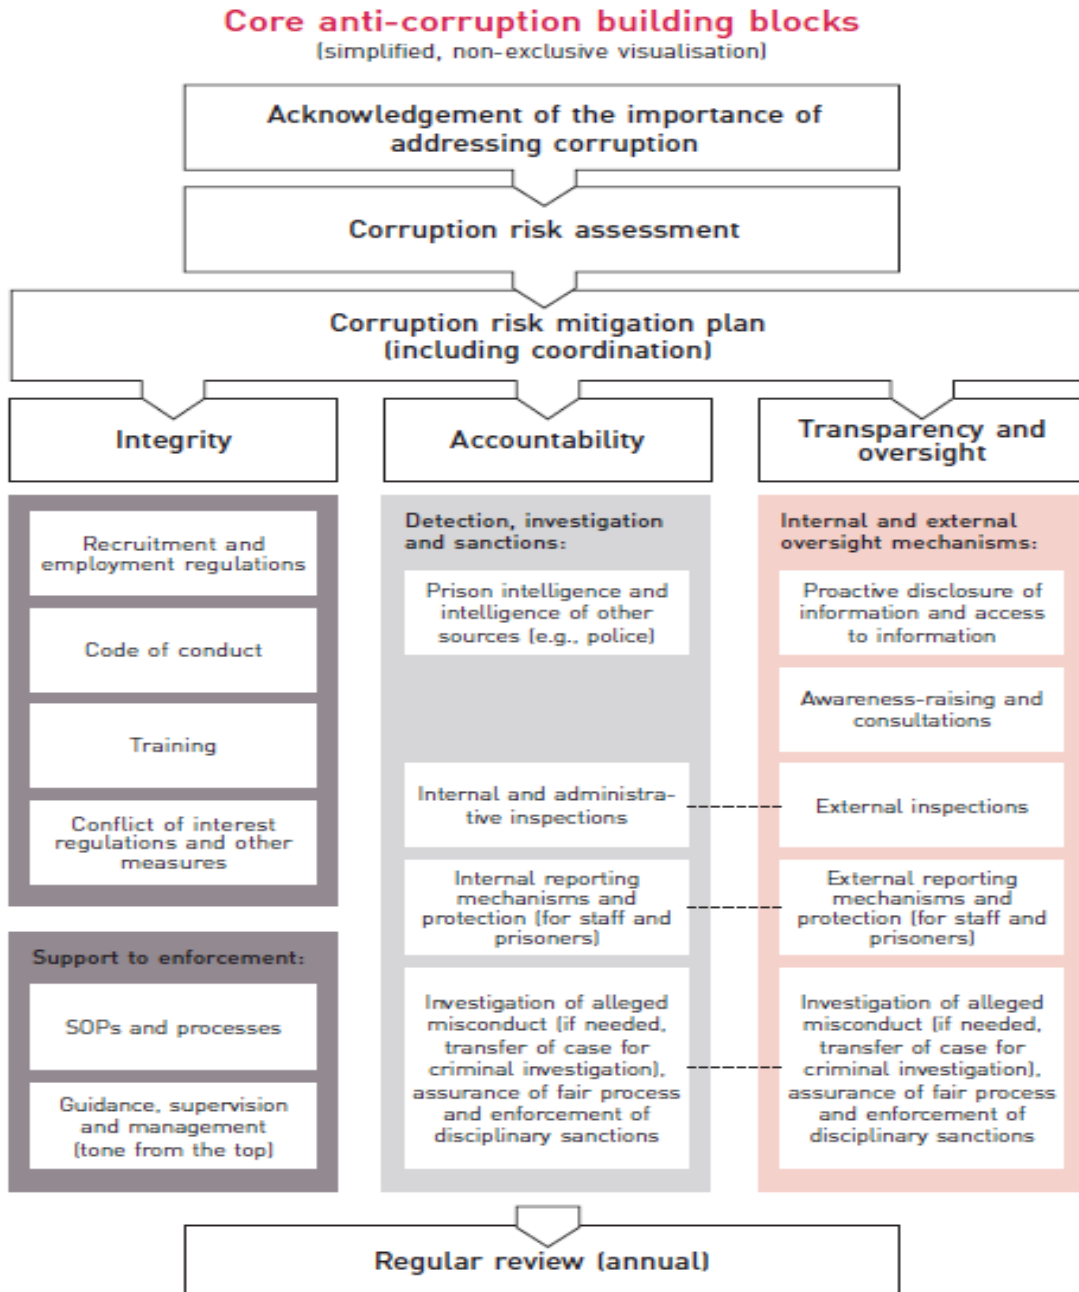 Core anti-corruption building blocks
(simplified, non-exclusive visualisation)
Acknowledgement of the importance of
addressing corruption
Corruption risk assessment
Corruption risk mitigation plan
(including coordination)
Integrity
Recruitment and
employment regulations
Code of conduct
Training
Conflict of interest
regulations and other
measures
Support to enforcement:
SOPs and processes
Guidance, supervision
and management
(tone from the top)
Accountability
Detection, investigation
and sanctions:
Prison intelligence and
intelligence of other
sources (e.g., police)
Internal and administra-
tive inspections
Internal reporting
mechanisms and
protection (for staff and
prisoners)
Investigation of alleged
misconduct (if needed,
transfer of case for
criminal investigation),
assurance of fair process
and enforcement of
disciplinary sanctions
Transparency and
oversight
Internal and external
oversight mechanisms:
Proactive disclosure of
information and access
to information
Awareness-raising and
consultations
External inspections
External reporting
mechanisms and
protection (for staff and
prisoners)
Investigation of alleged
misconduct (if needed,
transfer of case for
criminal investigation),
assurance of fair process
and enforcement of
disciplinary sanctions
Regular review (annual)